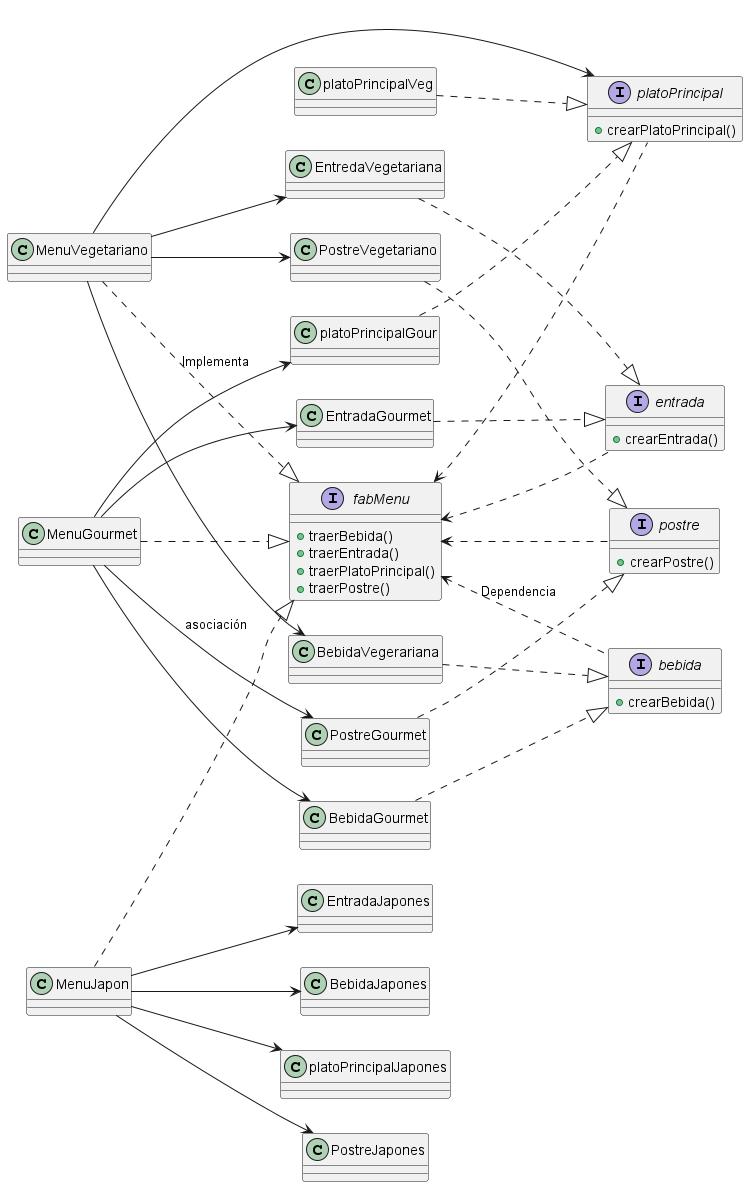 C platoPrincipalVeg
I platoPrincipal
crearPlatoPrincipal()
C EntredaVegetariana
C MenuVegetariano
C PostreVegetariano
C platoPrincipalGour
Implementa
C EntradaGourmet
I entrada
crearEntrada()
I fabMenu
traerBebida()
traerEntrada()
traerPlatoPrincipal()
traerPostre()
C MenuGourmet
I postre
crearPostre()
Dependencia
asociación
C BebidaVegerariana
I bebida
crearBebida()
C PostreGourmet
C BebidaGourmet
C EntradaJapones
C MenuJapon
C BebidaJapones
C platoPrincipalJapones
C PostreJapones